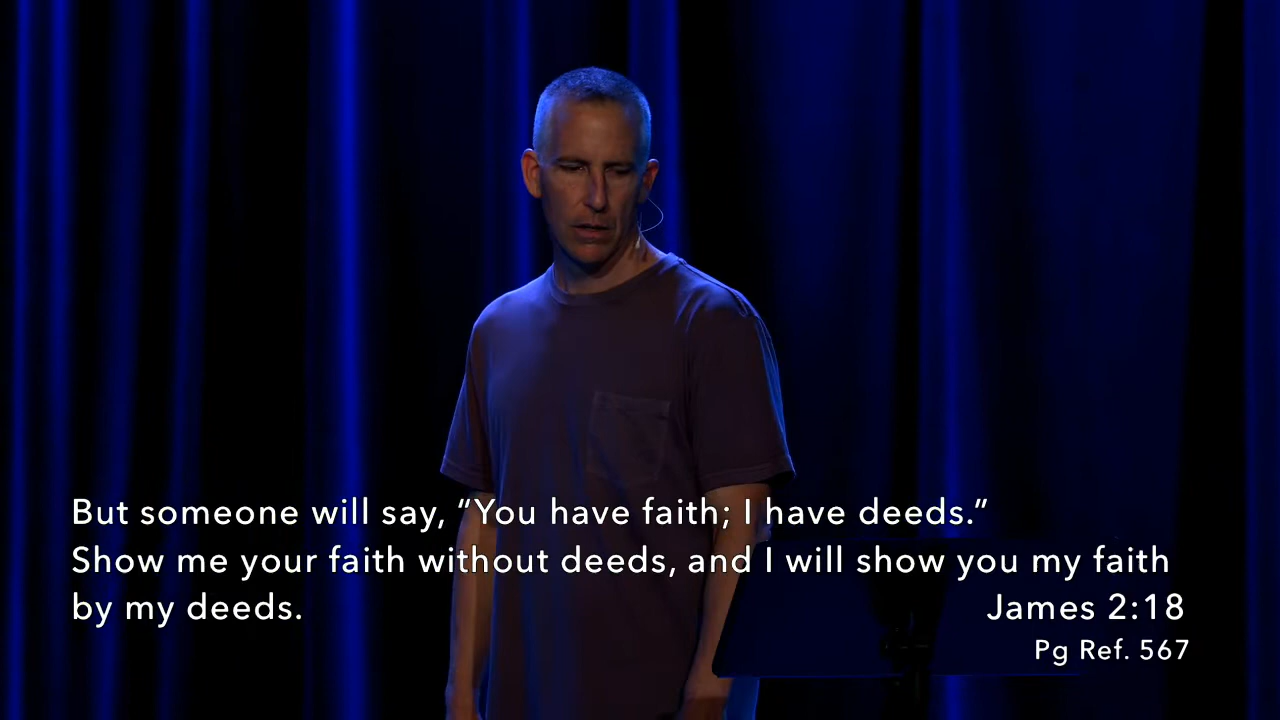 But someone will say, “You have faith; I have deeds.”
Show me your faith without deeds, and I will show you my faith
by my deeds.
James 2:18
Pg Ref. 567